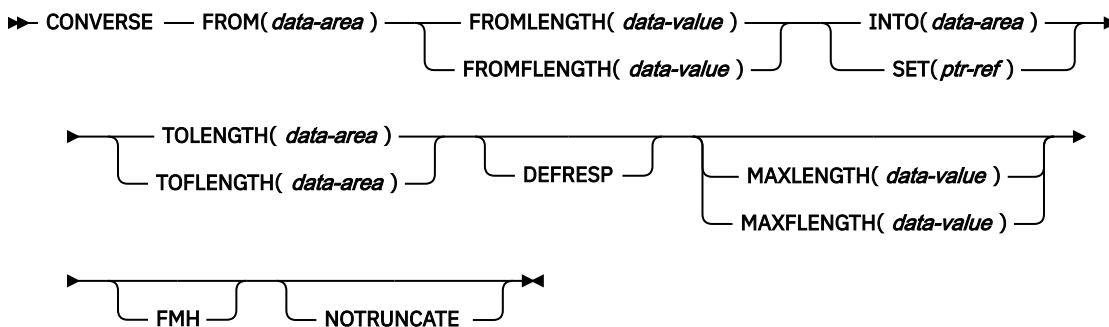 CONVERSE FROM(data-area) FROMLENGTH( data-value ) INTO(data-area)
FROMFLENGTH( data-value ) SET(ptr-ref )
TOLENGTH( data-area )
TOFLENGTH( data-area ) DEFRESP MAXLENGTH( data-value )
MAXFLENGTH( data-value )
FMH NOTRUNCATE